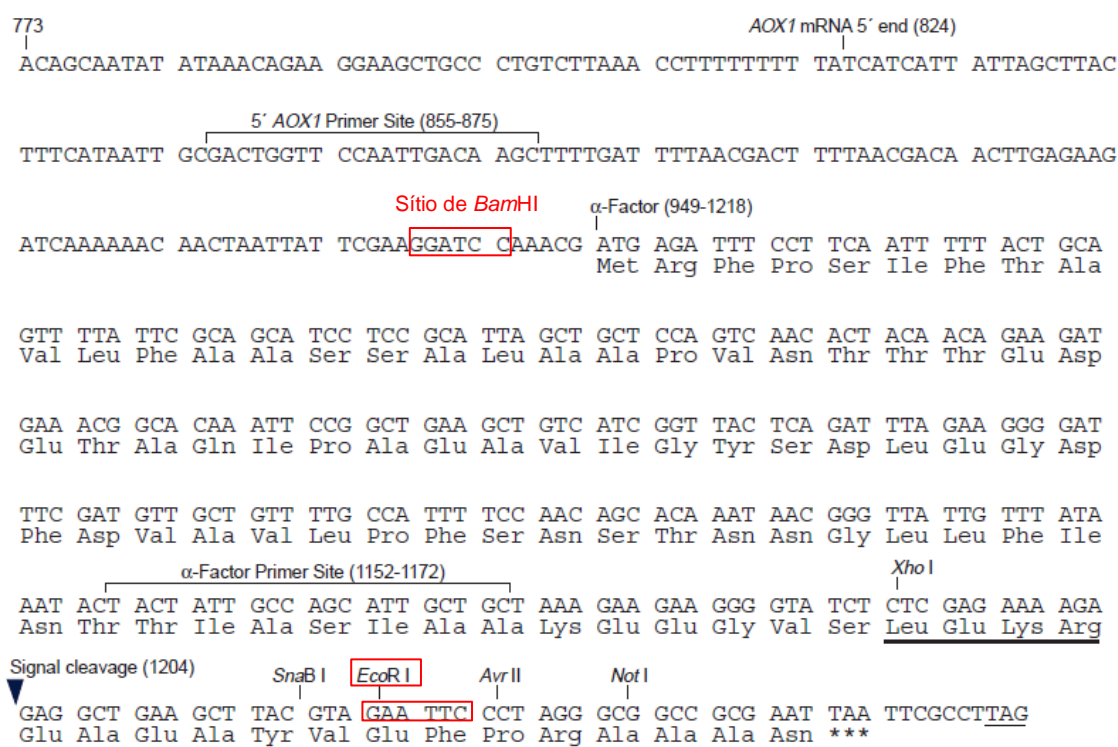 773
AOX1 mRNA 5´ end (824)
ACAGCAATAT ATAAACAGAA GGAAGCTGCC CTGTCTTAAA CCTTTTTTTT TATCATCATT ATTAGCTTAC
5´ AOX1 Primer Site (855-875)
TTTCATAATT GCGACTGGTT CCAATTGACA AGCTTTTGAT TTTAACGACT TTTAACGACA ACTTGAGAAG
Sítio de BamHI
α-Factor (949-1218)
ATCAAAAAAC AACTAATTAT TCGAAGGATC CAAACG ATG AGA TTT CCT TCA ATT TTT ACT GCA
Met Arg Phe Pro Ser Ile Phe Thr Ala
GTT TTA TTC GCA GCA TCC TCC GCA TTA GCT GCT CCA GTC AAC ACT ACA ACA GAA GAT
Val Leu Phe Ala Ala Ser Ser Ala Leu Ala Ala Pro Val Asn Thr Thr Thr Glu Asp
GAA ACG GCA CAA ATT CCG GCT GAA GCT GTC ATC GGT TAC TCA GAT TTA GAA GGG GAT
Glu Thr Ala Gln Ile Pro Ala Glu Ala Val Ile Gly Tyr Ser Asp Leu Glu Gly Asp
TTC GAT GTT GCT GTT TTG CCA TTT TCC AAC AGC ACA AAT AAC GGG TTA TTG TTT ATA
Phe Asp Val Ala Val Leu Pro Phe Ser Asn Ser Thr Asn Asn Gly Leu Leu Phe Ile
α-Factor Primer Site (1152-1172)
Xho I
AAT ACT ACT ATT GCC AGC ATT GCT GCT AAA GAA GAA GGG GTA TCT CTC GAG AAA AGA
Asn Thr Thr Ile Ala Ser Ile Ala Ala Lys Glu Glu Gly Val Ser Leu Glu Lys Arg
Signal cleavage (1204)
SnaB I
EcoR I
Avr II
Not I
GAG GCT GAA GCT TAC GTA GAA TTC CCT AGG GCG GCC GCG AAT TAA TTCGCCTTAG
Glu Ala Glu Ala Tyr Val Glu Phe Pro Arg Ala Ala Ala Asn ***